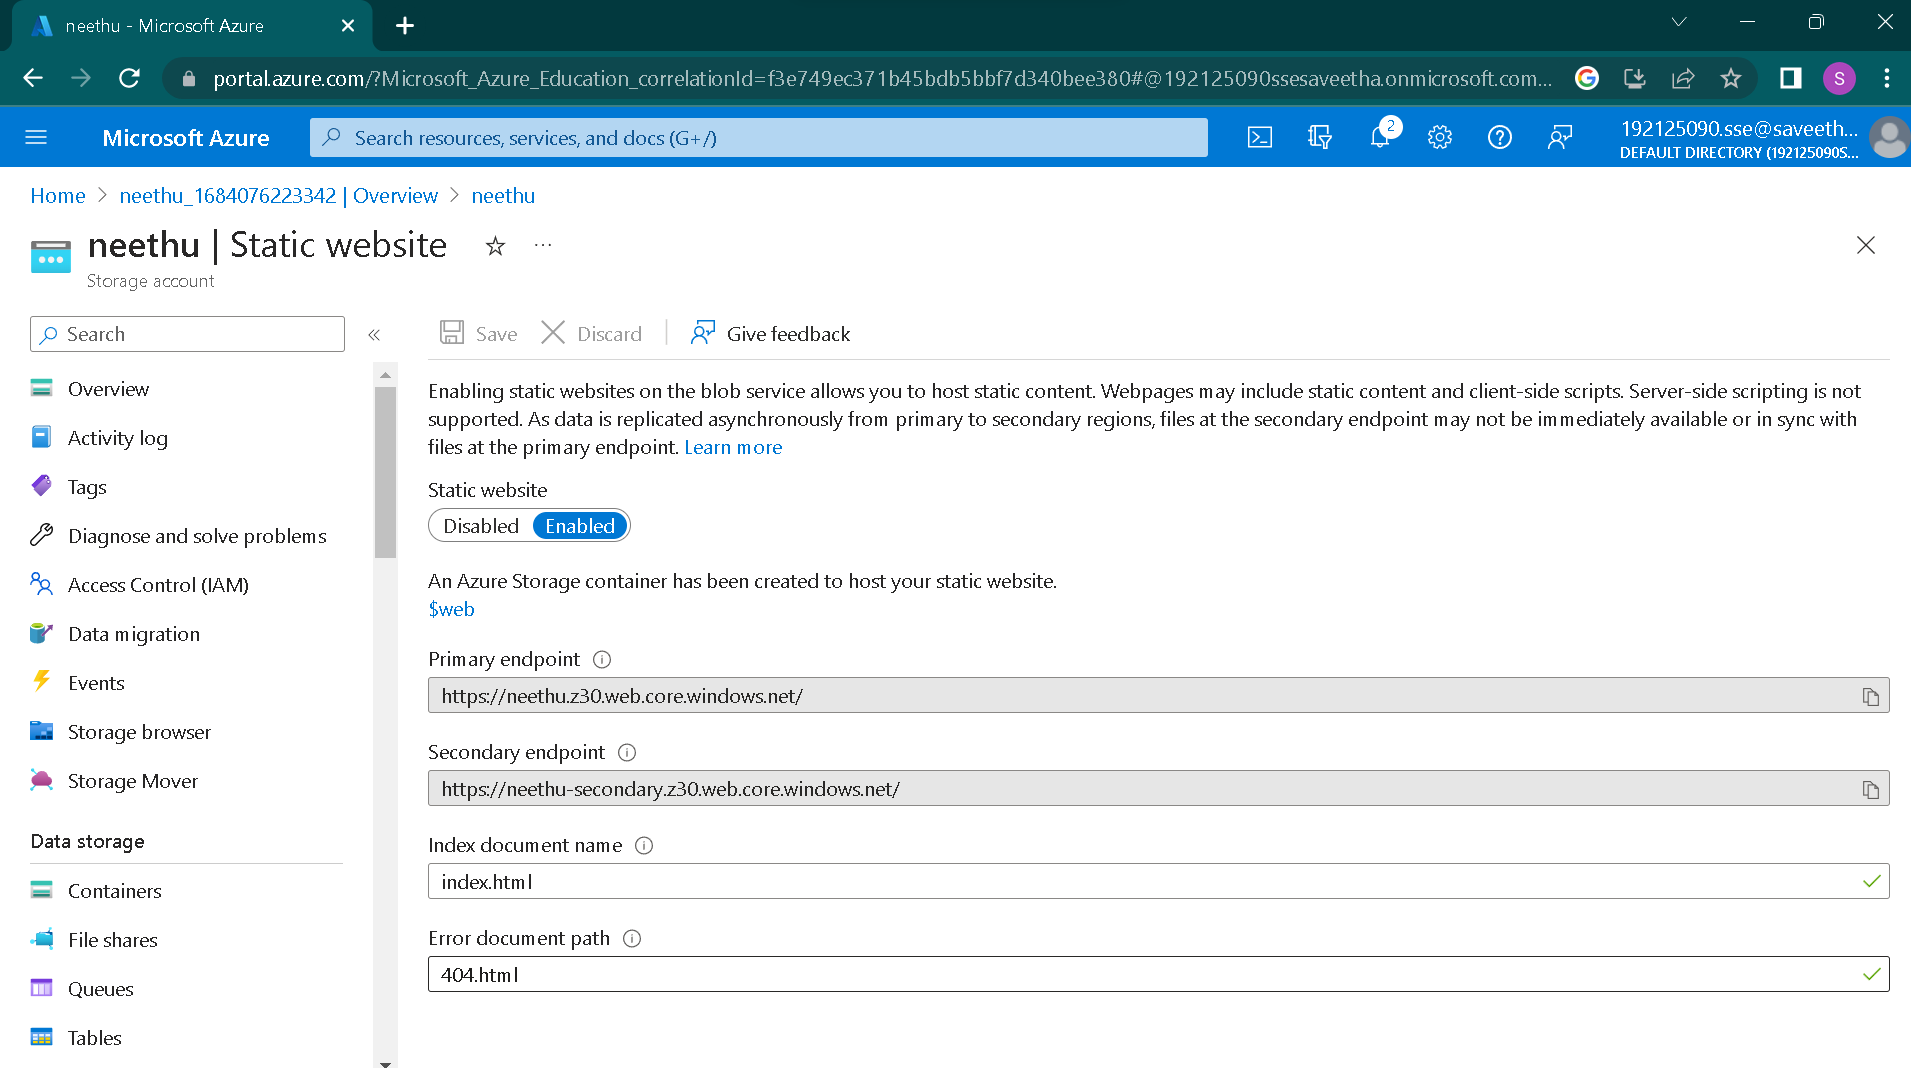 neethu - Microsoft Azure
portal.azure.com/?Microsoft_Azure_Education_correlationId=f3e749ec371b45bdb5bbf7d340bee380#@192125090ssesaveetha.onmicrosoft.com...
G
S
Microsoft Azure
Search resources, services, and docs (G+/)
2
192125090.sse@saveeth...
DEFAULT DIRECTORY (192125090S...
Home > neethu_1684076223342 | Overview > neethu
neethu | Static website
Storage account
Search
Save
Discard
Give feedback
Overview
Activity log
Tags
Diagnose and solve problems
Access Control (IAM)
Data migration
Events
Storage browser
Storage Mover
Data storage
Containers
File shares
Queues
Tables
Enabling static websites on the blob service allows you to host static content. Webpages may include static content and client-side scripts. Server-side scripting is not
supported. As data is replicated asynchronously from primary to secondary regions, files at the secondary endpoint may not be immediately available or in sync with
files at the primary endpoint. Learn more
Static website
Disabled Enabled
An Azure Storage container has been created to host your static website.
$web
Primary endpoint
https://neethu.z30.web.core.windows.net/
Secondary endpoint
https://neethu-secondary.z30.web.core.windows.net/
Index document name
index.html
Error document path
404.html